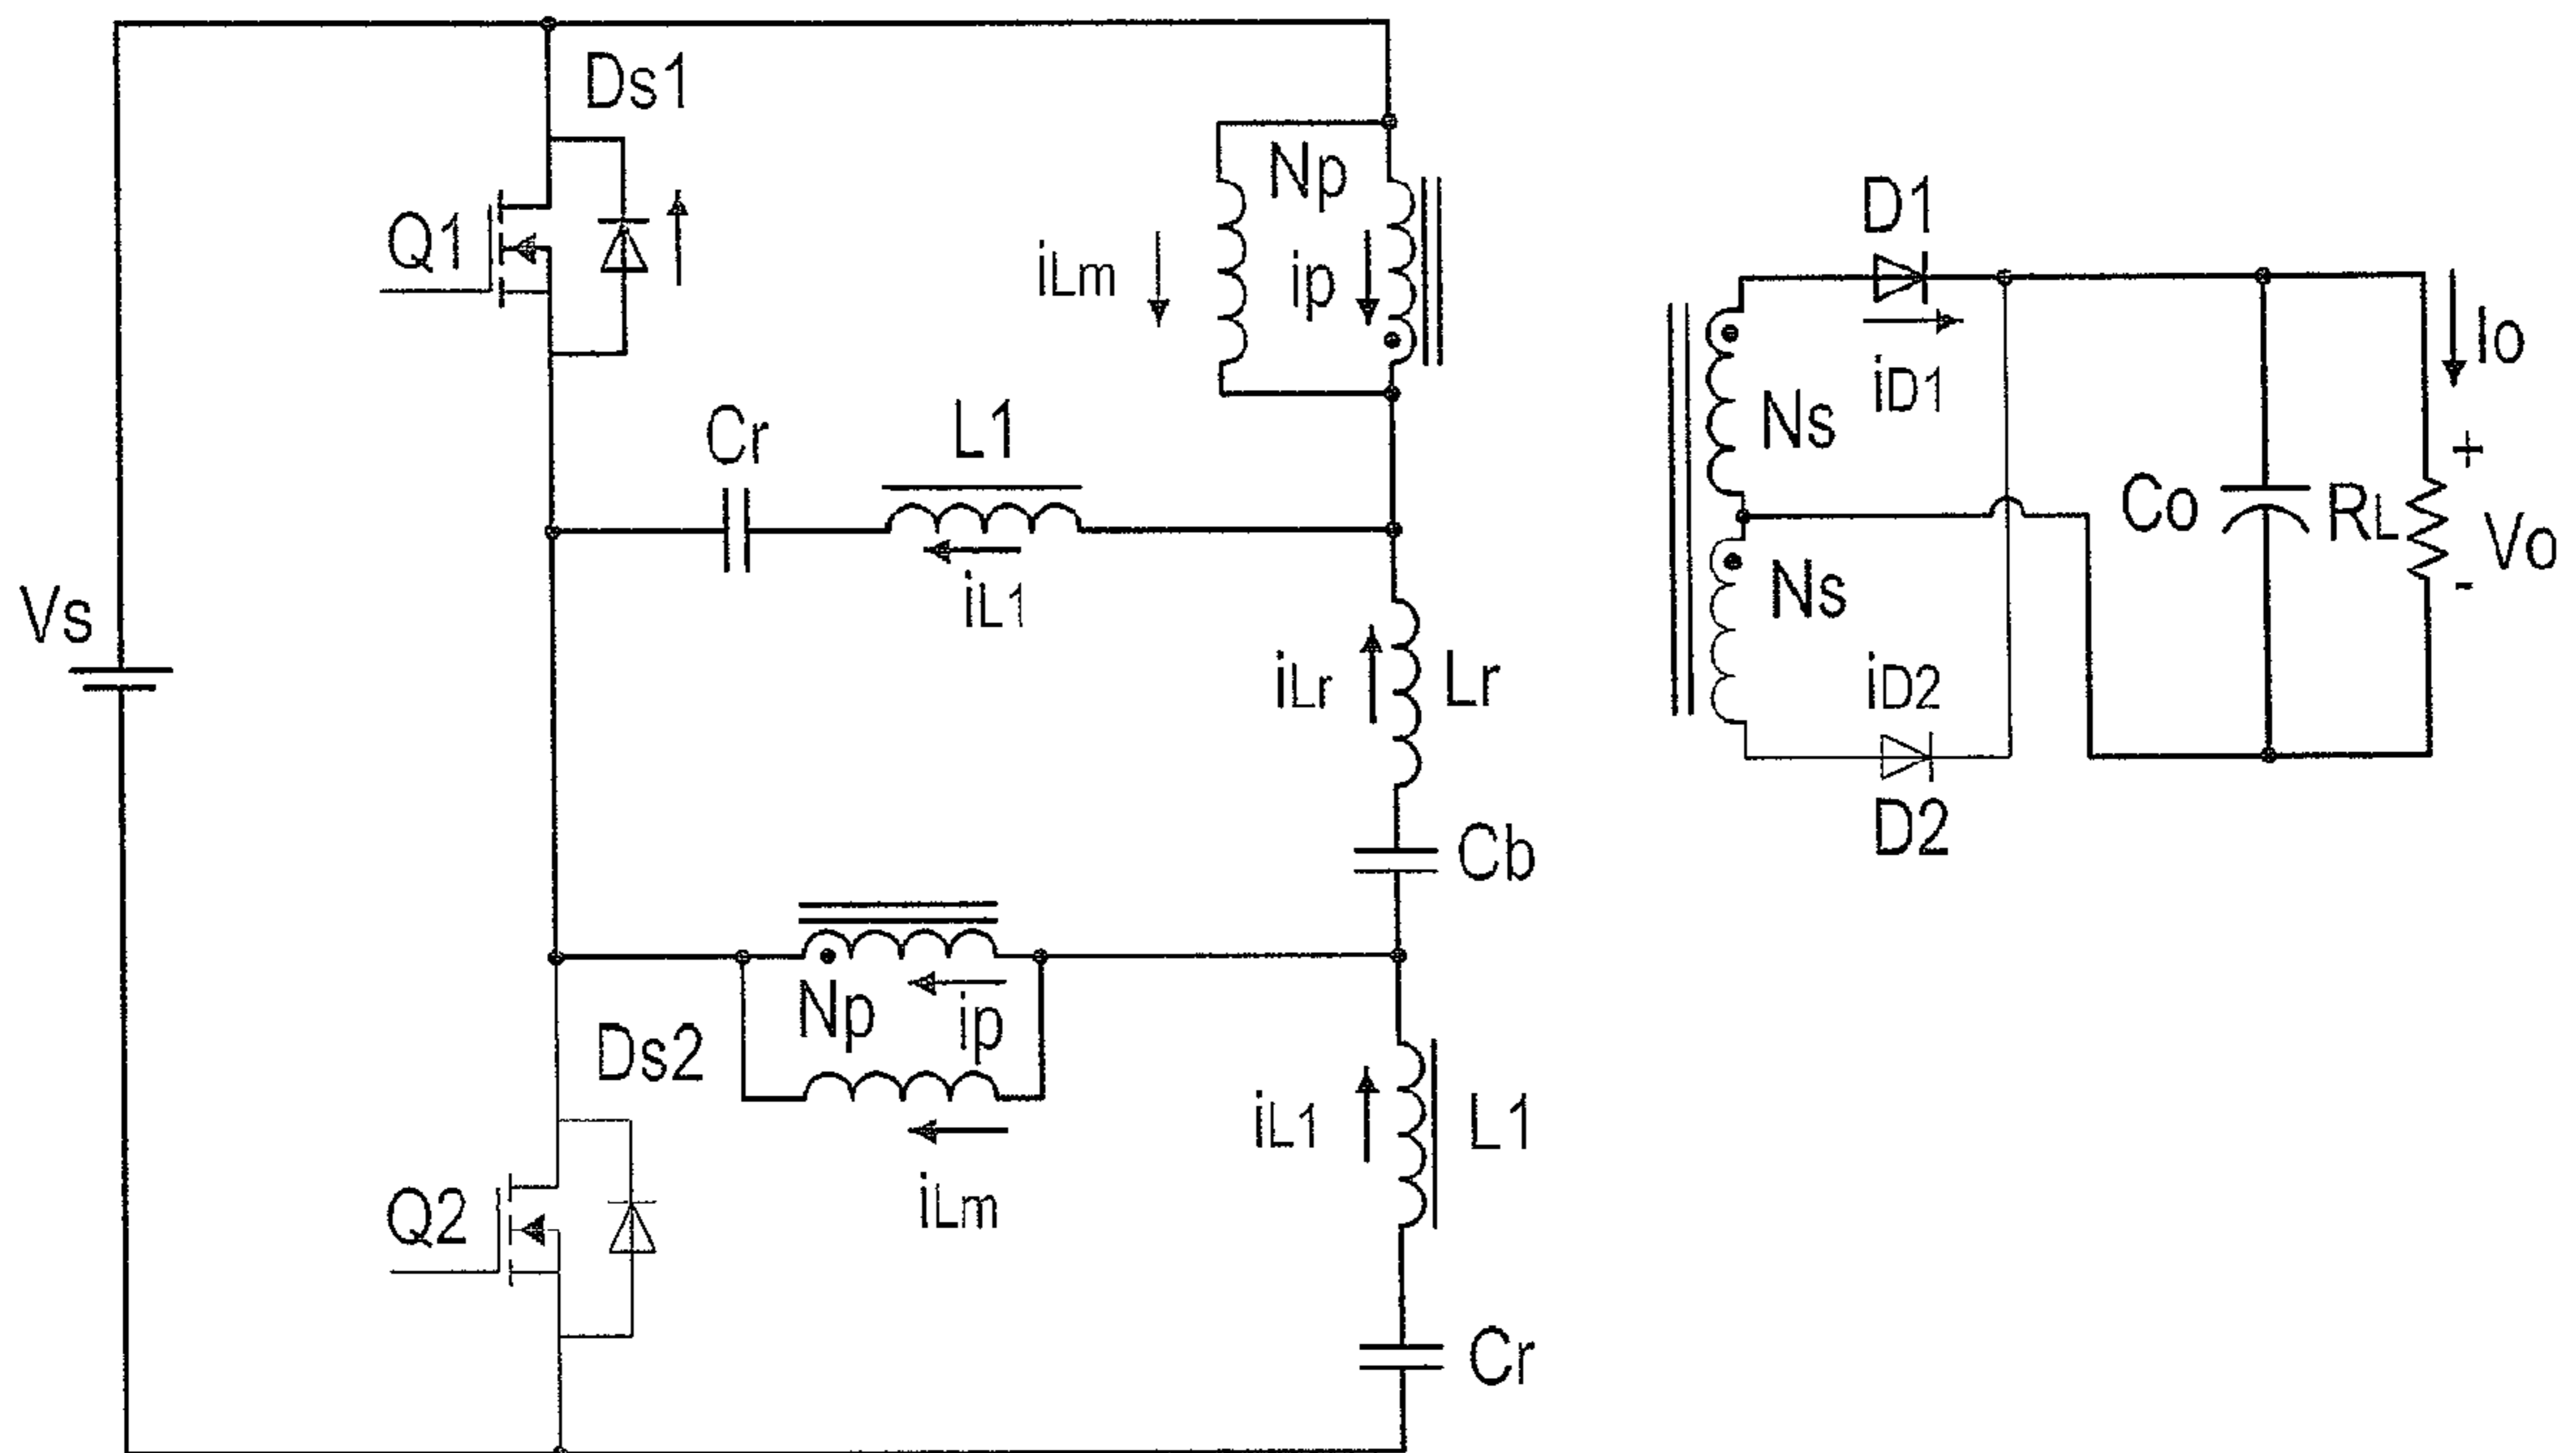 Ds1
Q1
Np
iLm
ip
D1
iD1
Io
Cr
L1
Ns
+
iL1
Co
RL
Vo
-
Ns
Vs
iLr
Lr
iD2
D2
Cb
Np
ip
Ds2
iL1
L1
iLm
Q2
Cr